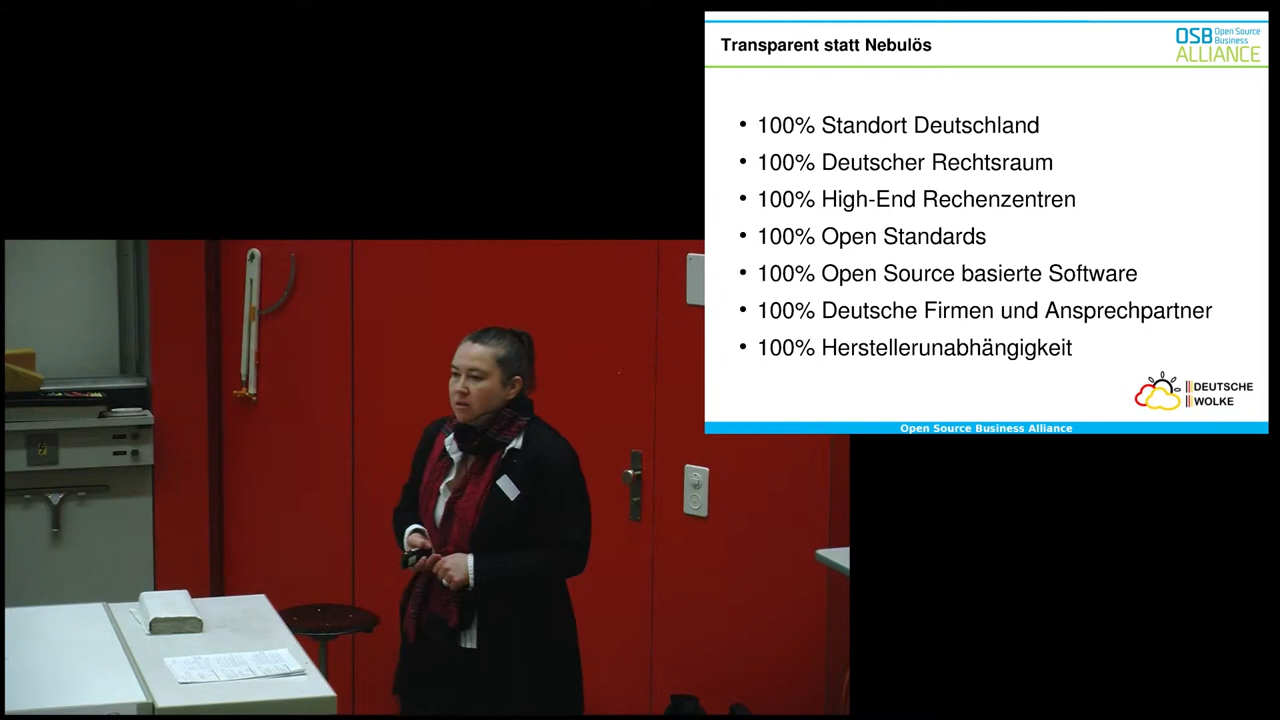 Transparent statt Nebulös
OSB Open Source
Business
ALLIANCE
• 100% Standort Deutschland
• 100% Deutscher Rechtsraum
• 100% High-End Rechenzentren
• 100% Open Standards
• 100% Open Source basierte Software
• 100% Deutsche Firmen und Ansprechpartner
• 100% Herstellerunabhängigkeit
DEUTSCHE
WOLKE
Open Source Business Alliance